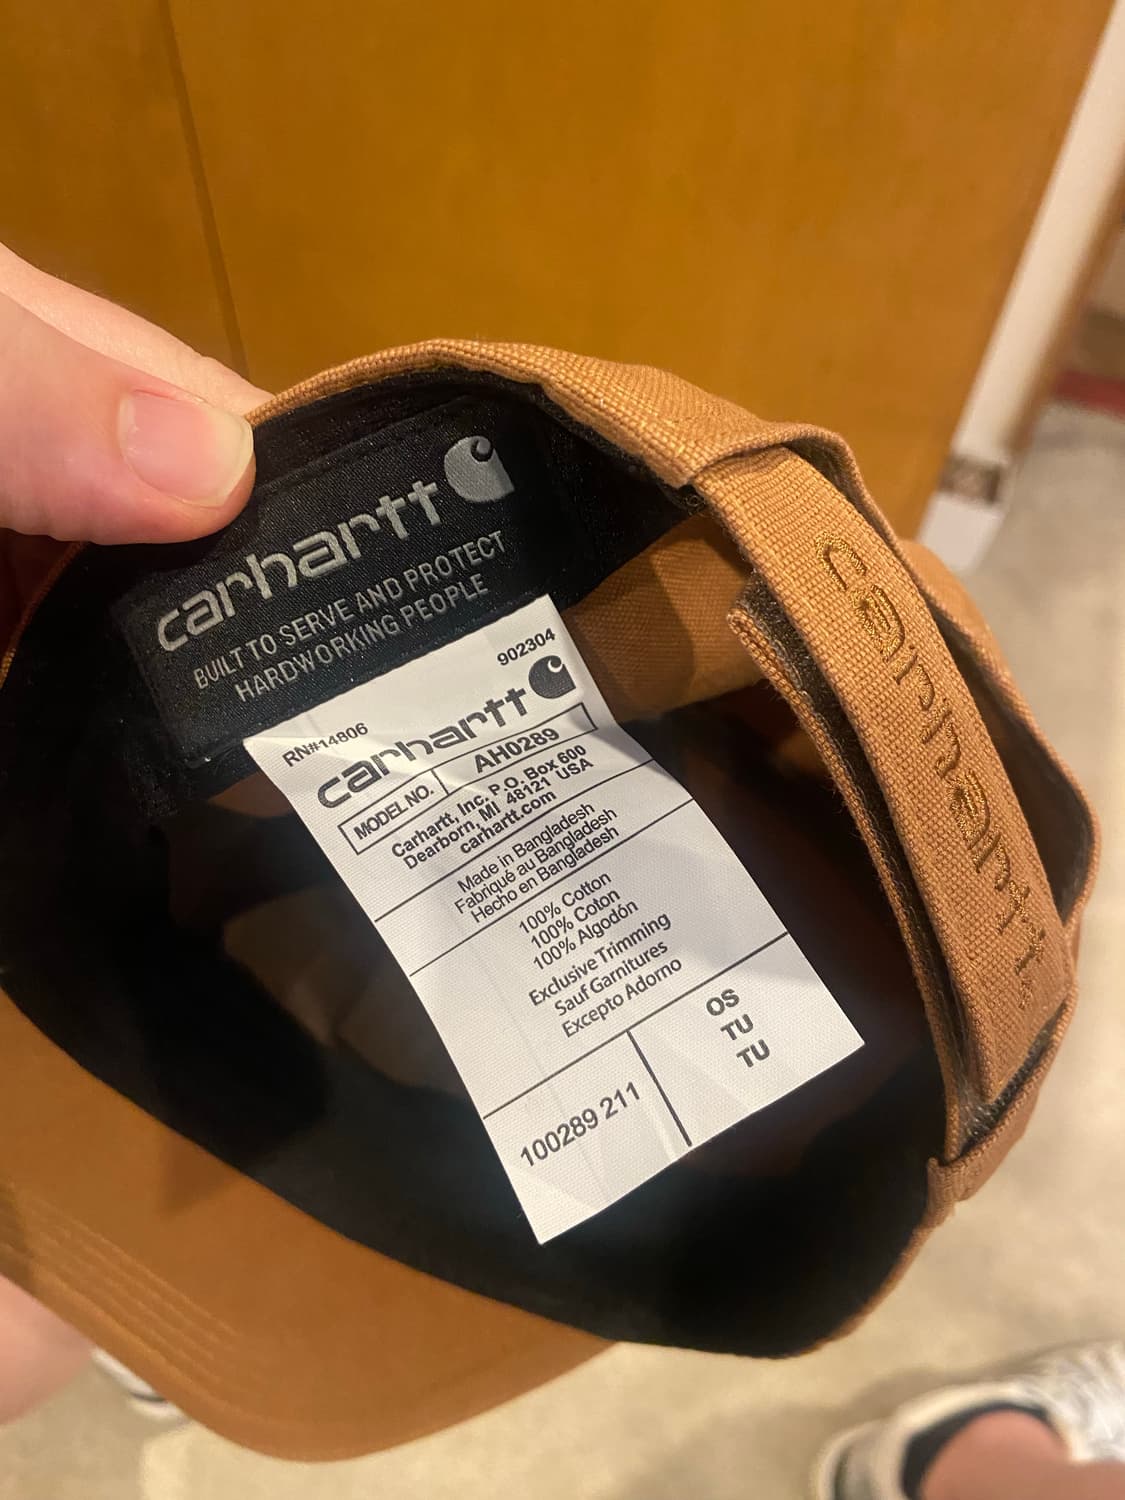 carhartt
BUILT TO SERVE AND PROTECT
HARDWORKING PEOPLE
902304
RN#14806
carhartt
MODEL NO. AH0289
Carhartt, Inc. P.O. Box 600
Dearborn, MI 48121 USA
carhartt.com
Made in Bangladesh
Fabriqué au Bangladesh
Hecho en Bangladesh
100% Cotton
100% Coton
100% Algodón
Exclusive Trimming
Sauf Garnitures
Excepto Adorno
100289 211
OS
TU
TU
carhartt